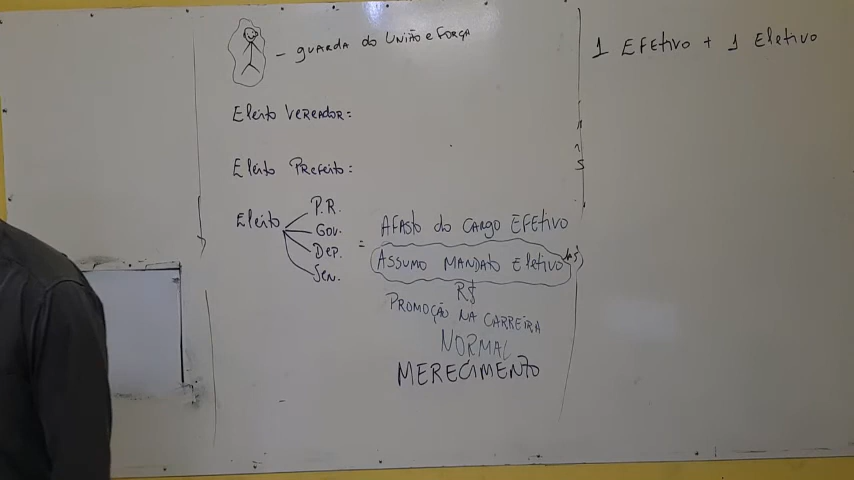 - guarda do União e Força
1 Efetivo + 1 Eletivo
Eleito Vereador:
Eleito Prefeito:
Eleito
P.R.
Gov.
Dep.
Sen.
= Afasto do cargo Efetivo
Assumo mandato Eletivo
R$
Promoção na carreira
Normal
Merecimento